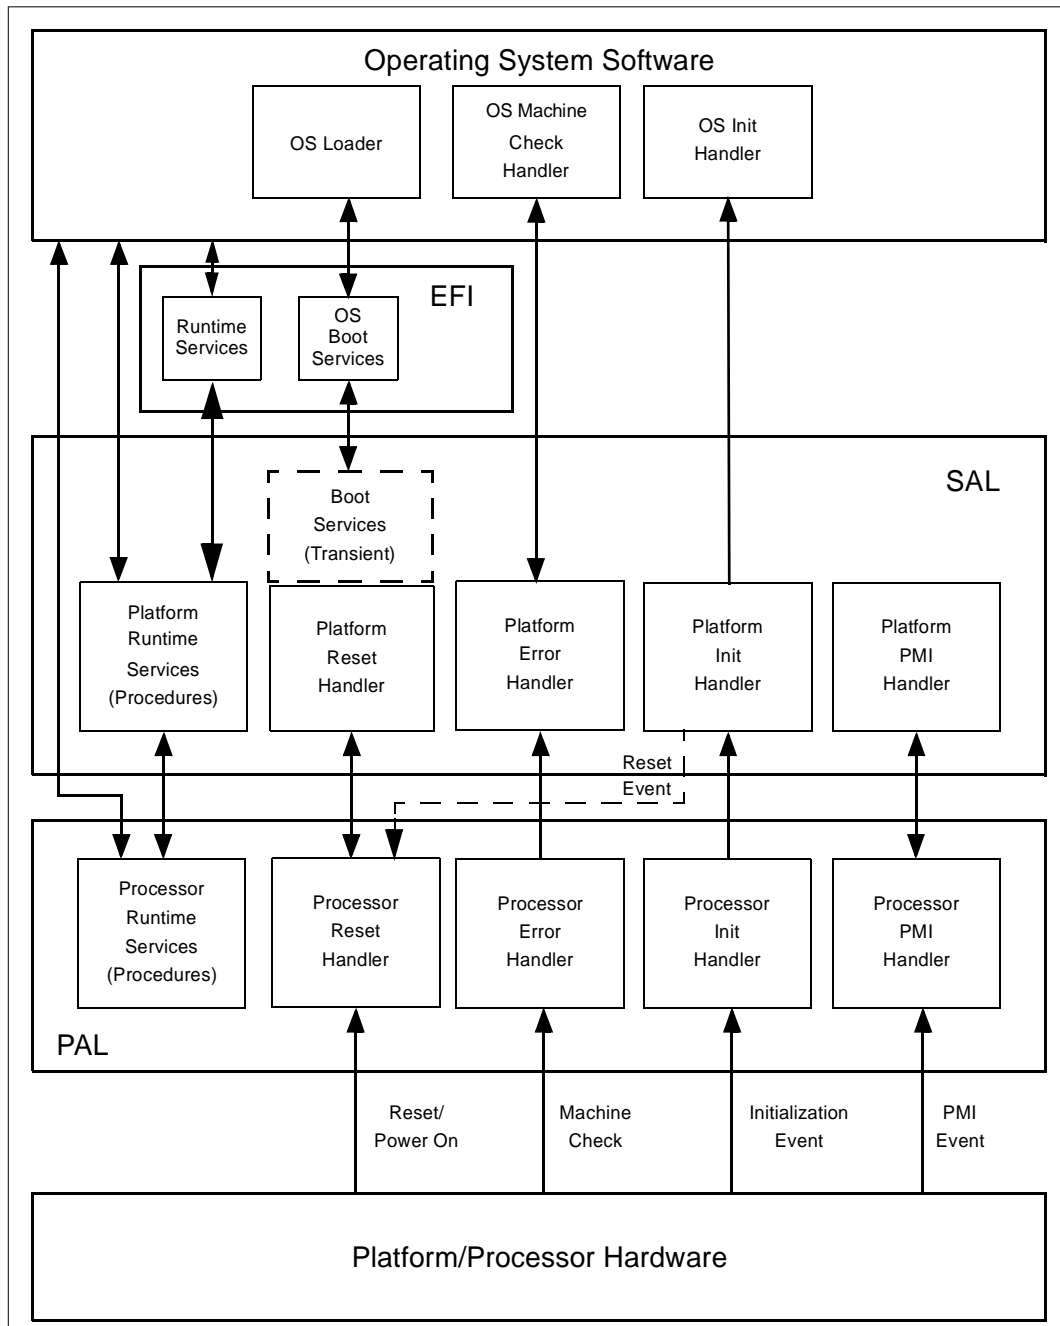 Operating System Software
OS Loader
OS Machine
Check
Handler
OS Init
Handler
EFI
Runtime
Services
OS
Boot
Services
SAL
Boot
Services
(Transient)
Platform
Runtime
Services
(Procedures)
Platform
Reset
Handler
Platform
Error
Handler
Platform
Init
Handler
Platform
PMI
Handler
Reset
Event
Processor
Runtime
Services
(Procedures)
Processor
Reset
Handler
Processor
Error
Handler
Processor
Init
Handler
Processor
PMI
Handler
PAL
Reset/
Power On
Machine
Check
Initialization
Event
PMI
Event
Platform/Processor Hardware